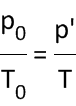 p₀/T₀ = p'/T